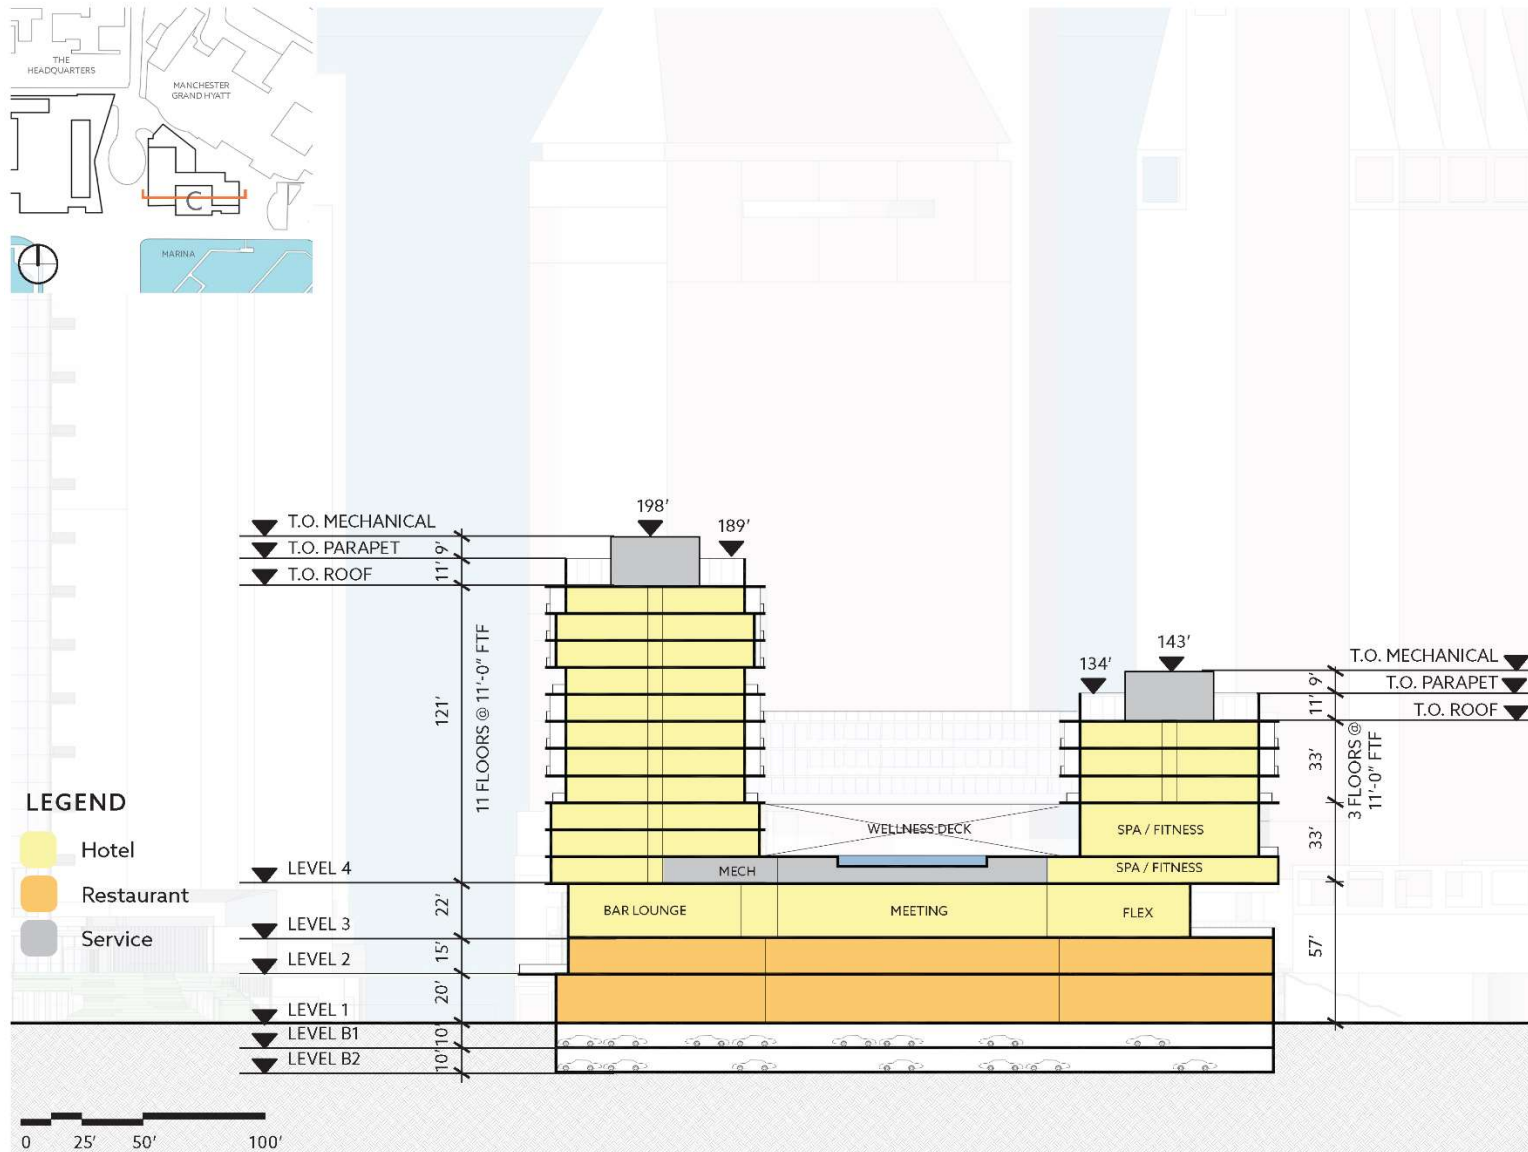 THE
HEADQUARTERS
MANCHESTER
GRAND HYATT
C
MARINA
198'
189'
T.O. MECHANICAL
T.O. PARAPET
T.O. ROOF
9'
11'
121'
11 FLOORS @ 11'-0" FTF
143'
134'
T.O. MECHANICAL
T.O. PARAPET
T.O. ROOF
9'
11'
33'
3 FLOORS @
11'-0" FTF
33'
57'
WELLNESS DECK
SPA / FITNESS
SPA / FITNESS
MECH
BAR LOUNGE
MEETING
FLEX
LEGEND
Hotel
Restaurant
Service
LEVEL 4
22'
LEVEL 3
15'
LEVEL 2
20'
LEVEL 1
10'
LEVEL B1
10'
LEVEL B2
0 25' 50' 100'